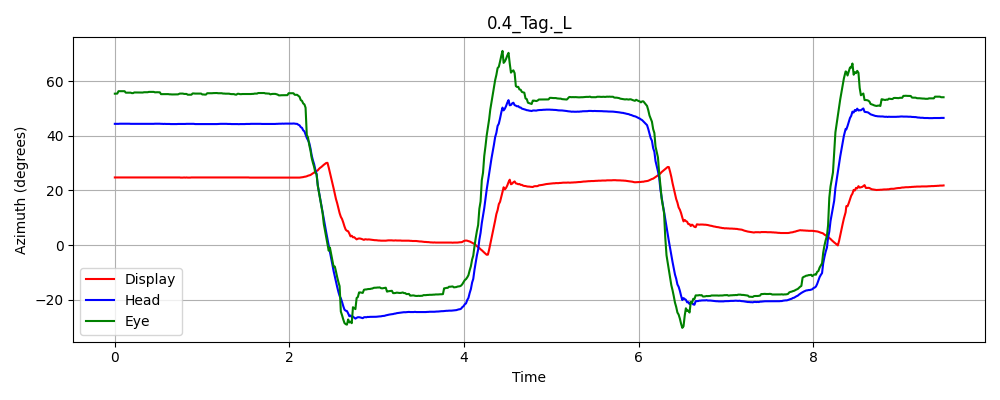 0.4_Tag._L
Azimuth (degrees)
60
40
20
0
−20
Display
Head
Eye
0 2 4 6 8
Time